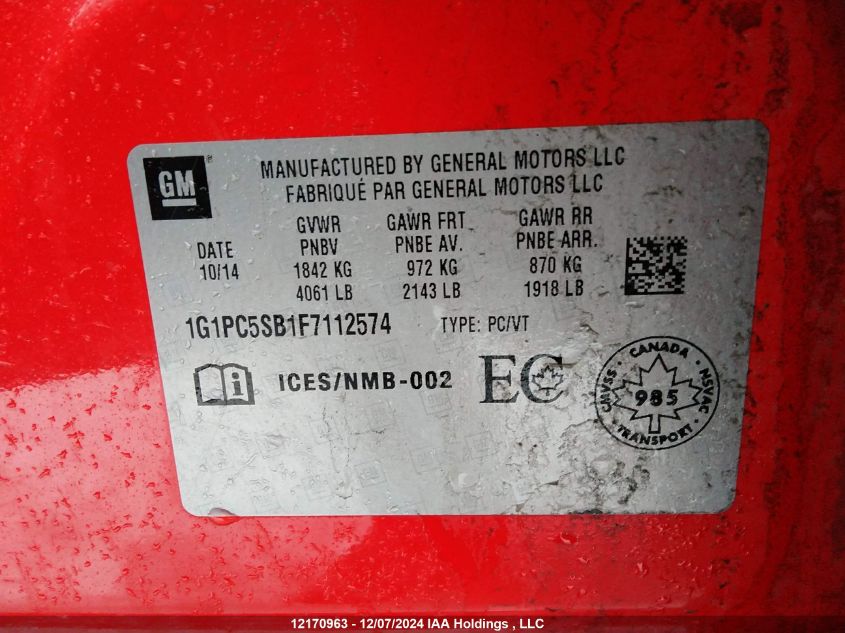 GM
MANUFACTURED BY GENERAL MOTORS LLC
FABRIQUÉ PAR GENERAL MOTORS LLC
GVWR GAWR FRT GAWR RR
DATE PNBV PNBE AV. PNBE ARR.
10/14 1842 KG 972 KG 870 KG
4061 LB 2143 LB 1918 LB
1G1PC5SB1F7112574 TYPE: PC/VT
i ICES/NMB-002 EC
CANADA
CMVSS 985 NSVAC
TRANSPORT
12170963 - 12/07/2024 IAA Holdings , LLC